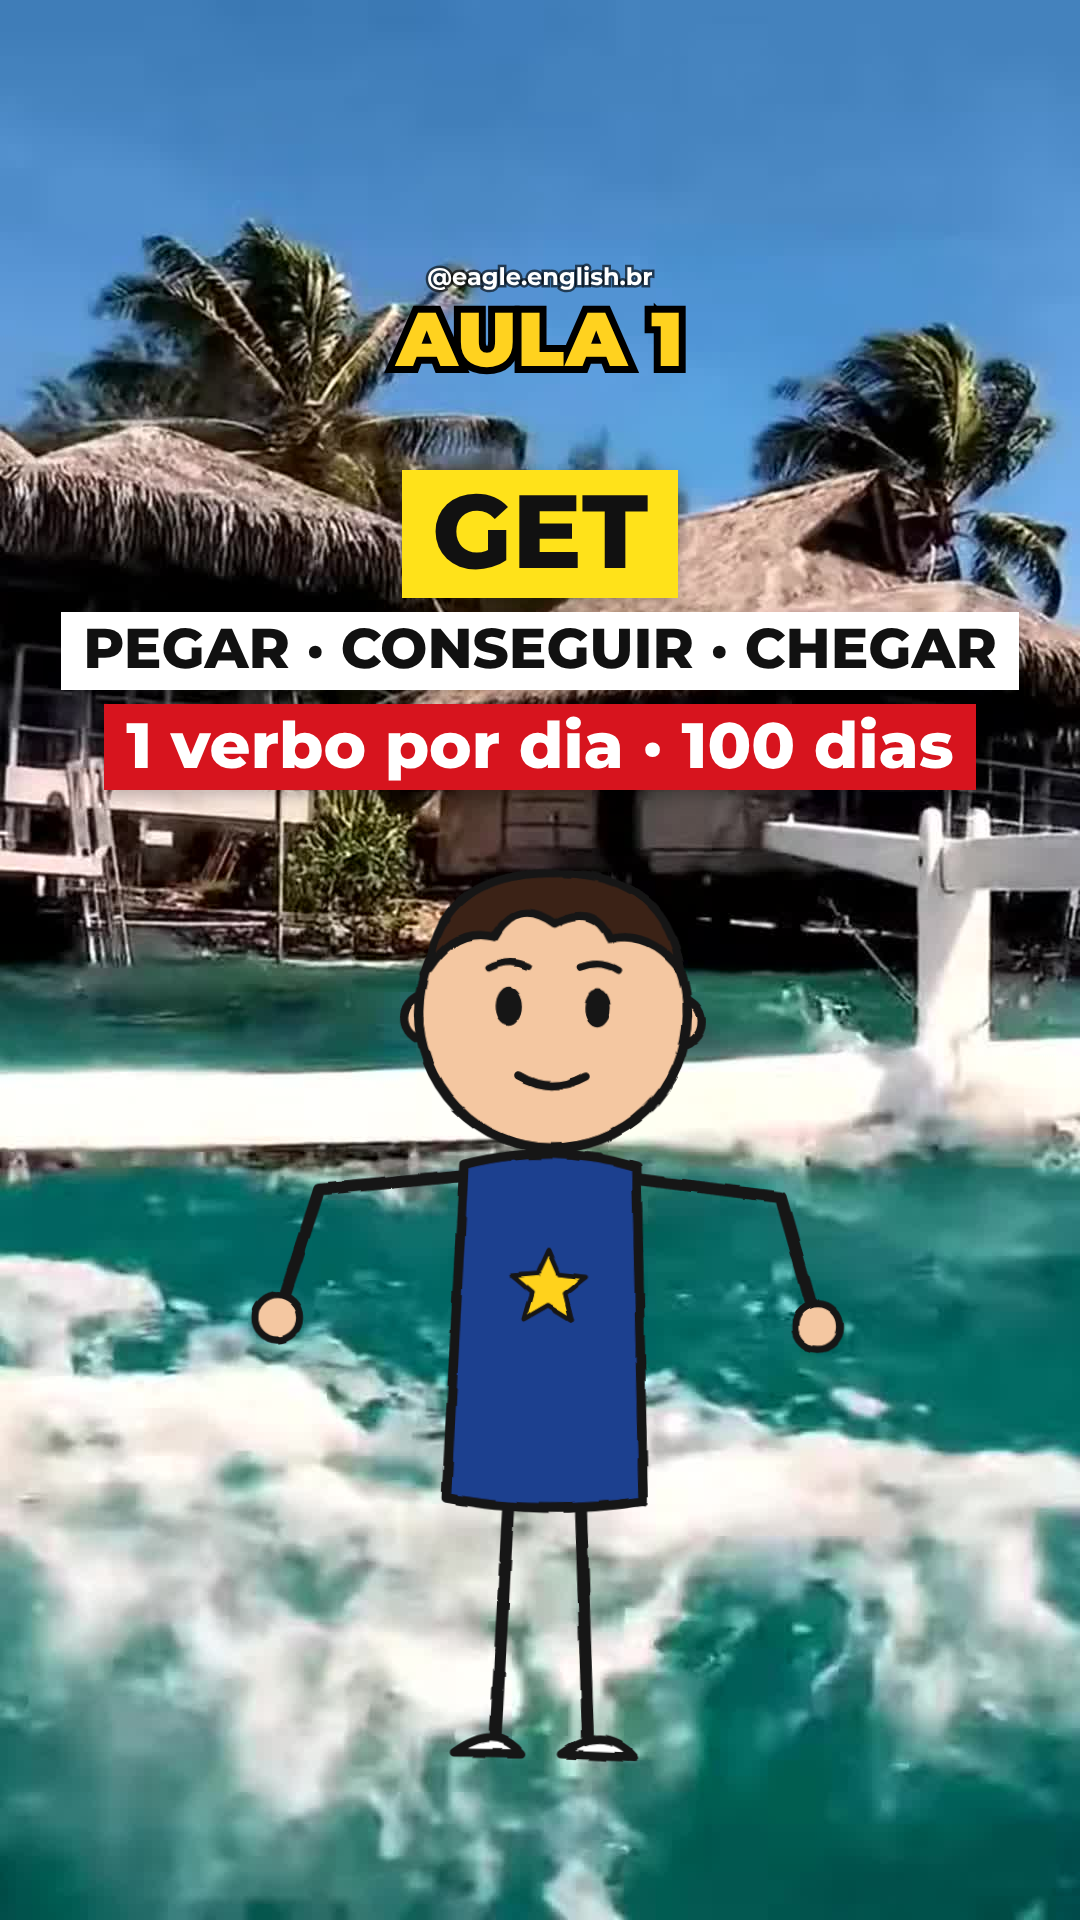 @eagle.english.br
AULA 1
GET
PEGAR • CONSEGUIR • CHEGAR
1 verbo por dia • 100 dias